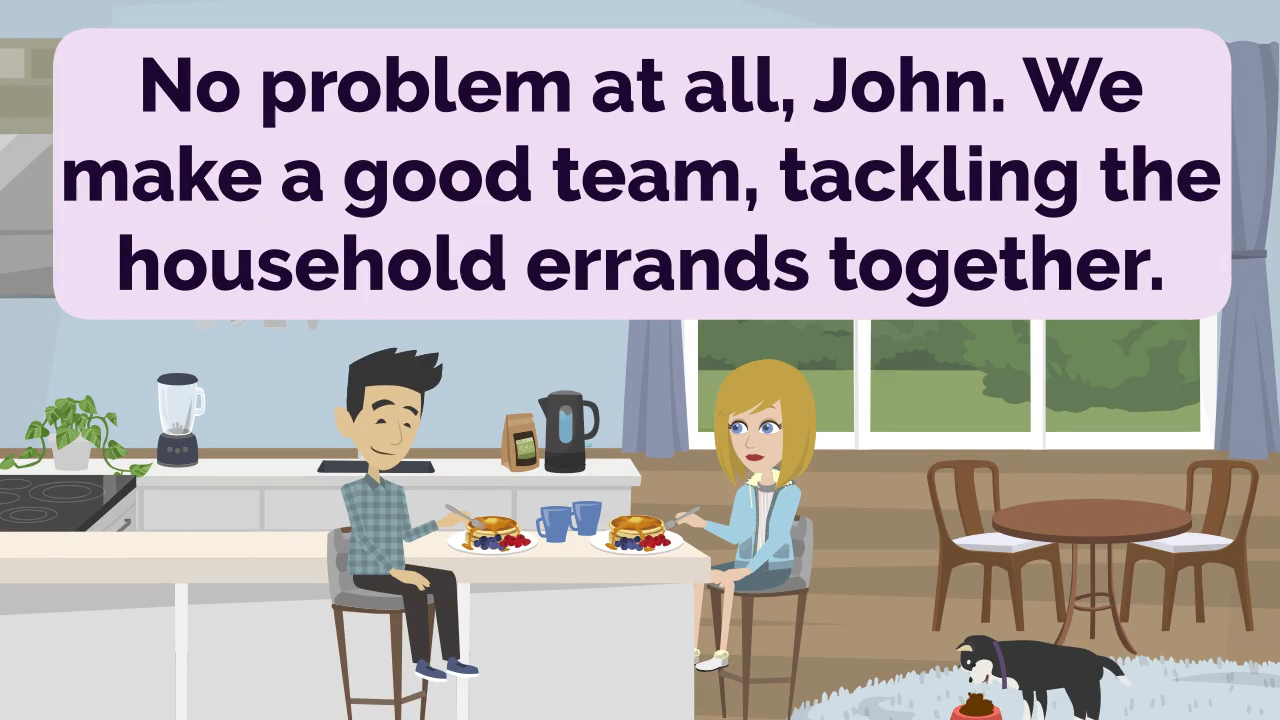 No problem at all, John. We
make a good team, tackling the
household errands together.